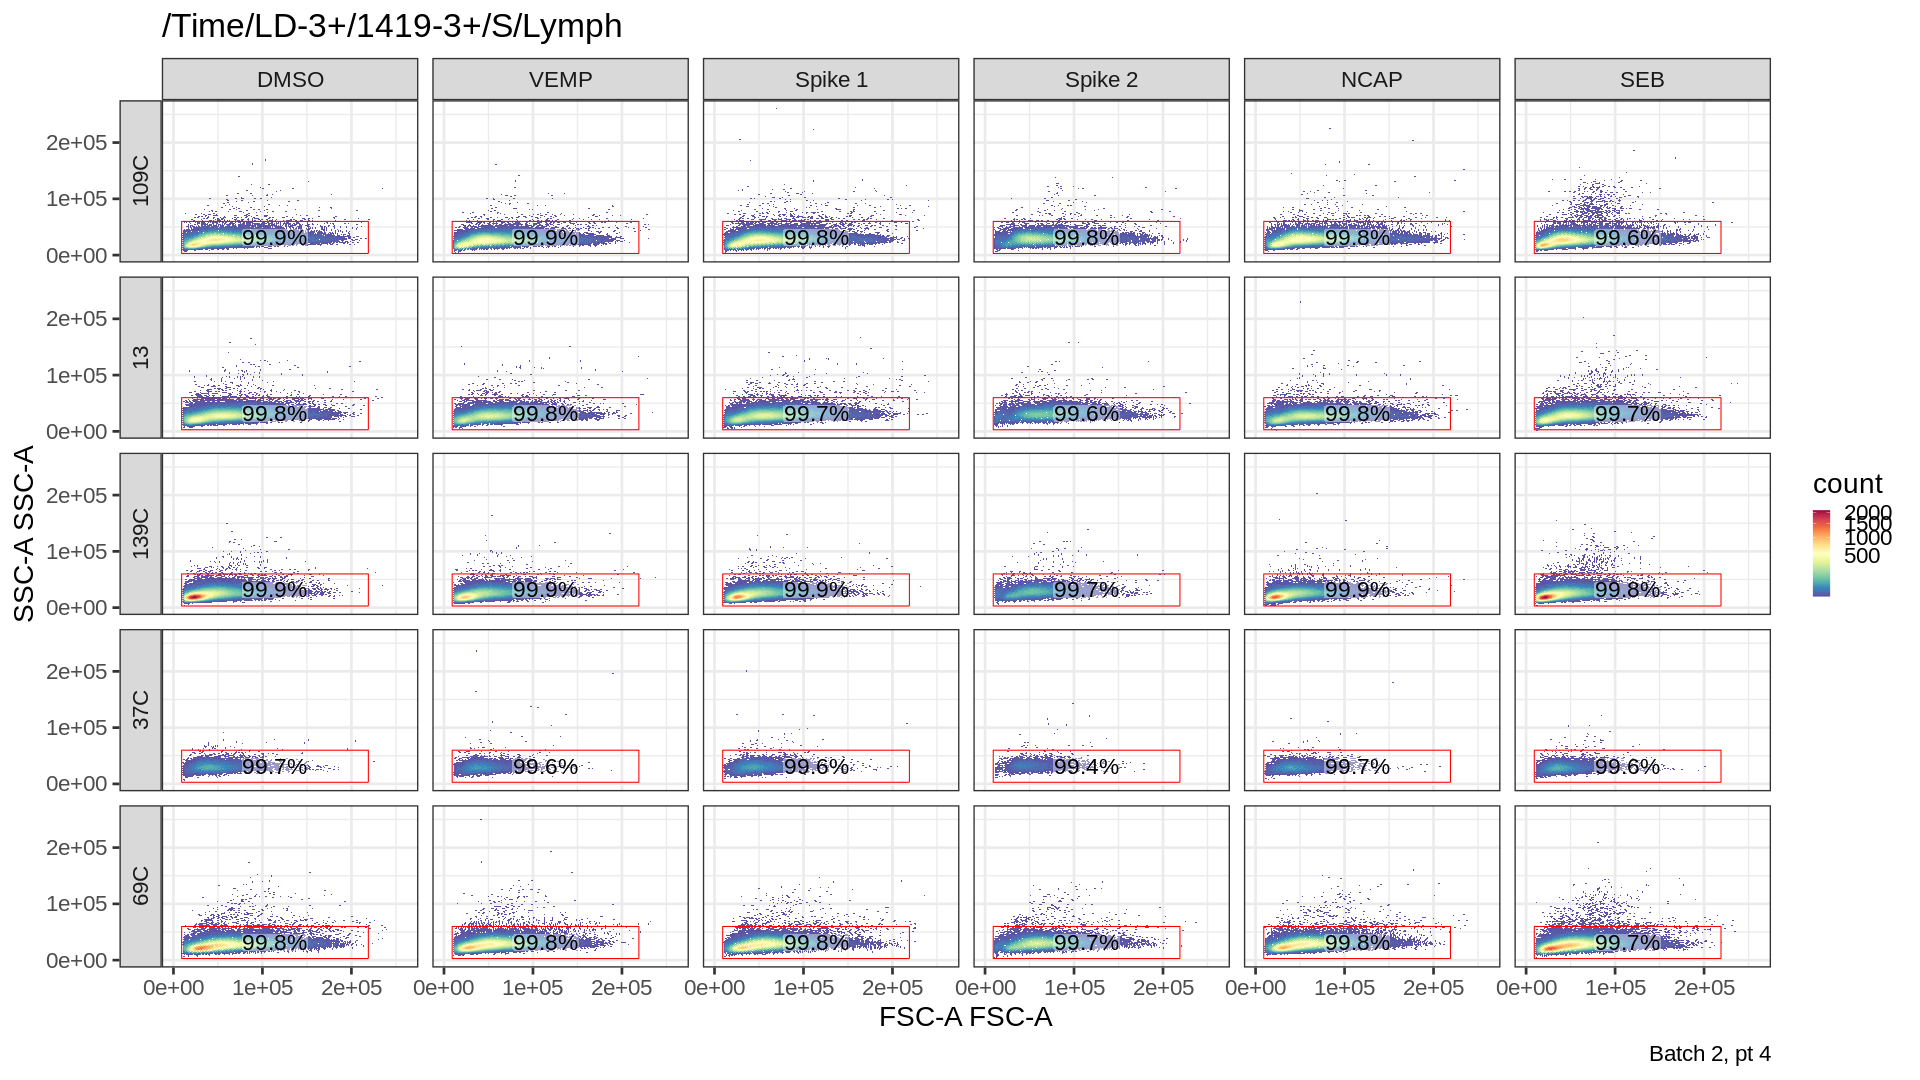 /Time/LD-3+/1419-3+/S/Lymph
DMSO VEMP Spike 1 Spike 2 NCAP SEB
109C
2e+05
1e+05
0e+00
99.9% 99.9% 99.8% 99.8% 99.8% 99.6%
13
2e+05
1e+05
0e+00
99.8% 99.8% 99.7% 99.6% 99.8% 99.7%
139C
2e+05
1e+05
0e+00
99.9% 99.9% 99.9% 99.7% 99.9% 99.8%
37C
2e+05
1e+05
0e+00
99.7% 99.6% 99.6% 99.4% 99.7% 99.6%
69C
2e+05
1e+05
0e+00
99.8% 99.8% 99.8% 99.7% 99.8% 99.7%
0e+00 1e+05 2e+05 0e+00 1e+05 2e+05 0e+00 1e+05 2e+05 0e+00 1e+05 2e+05 0e+00 1e+05 2e+05 0e+00 1e+05 2e+05
FSC-A FSC-A
SSC-A SSC-A
count
2000
1500
1000
500
Batch 2, pt 4